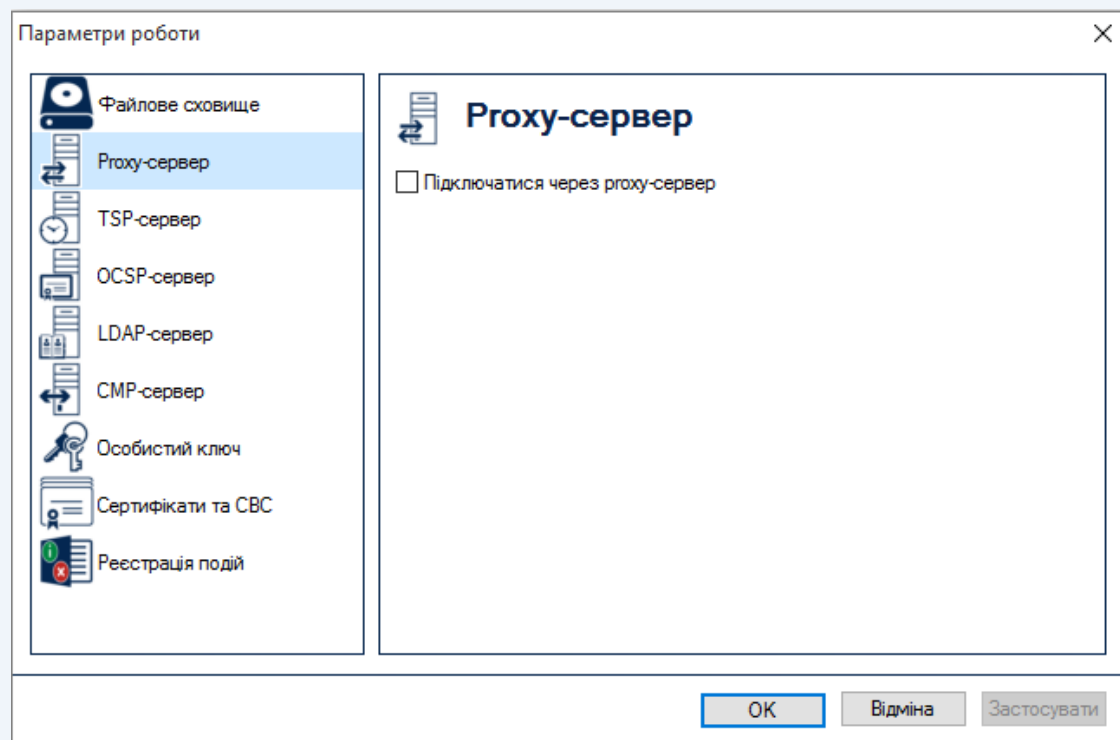 Параметри роботи
Файлове сховище
Proxy-сервер
TSP-сервер
OCSP-сервер
LDAP-сервер
CMP-сервер
Особистий ключ
Сертифікати та СВС
Реєстрація подій
Proxy-сервер
Підключатися через proxy-сервер
OK
Відміна
Застосувати